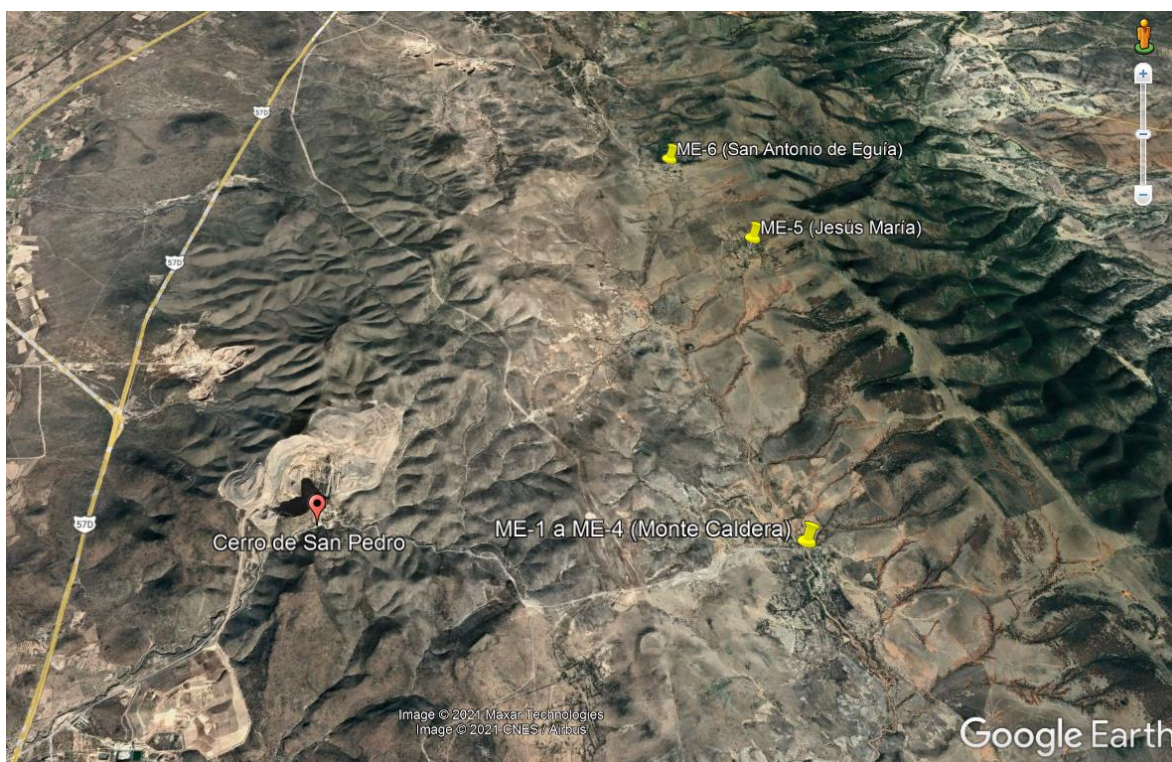 57D
ME-6 (San Antonio de Eguía)
ME-5 (Jesús María)
57D
Cerro de San Pedro
57D
ME-1 a ME-4 (Monte Caldera)
Image © 2021 Maxar Technologies
Image © 2021 CNES / Airbus
Google Earth